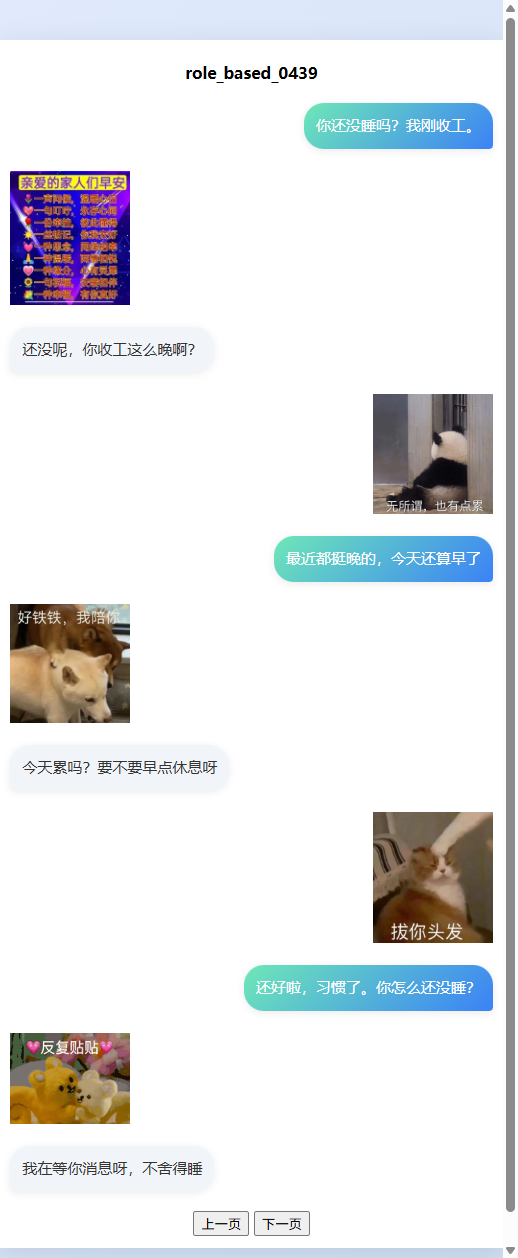 role_based_0439
你还没睡吗？我刚收工。
亲爱的家人们早安
还没呢，你收工这么晚啊？
无所谓，也有点累
最近都挺晚的，今天还算早了
好铁铁，我陪你
今天累吗？要不要早点休息呀
拔你头发
还好啦，习惯了。你怎么还没睡？
💗反复贴贴💗
我在等你消息呀，不舍得睡
上一页
下一页